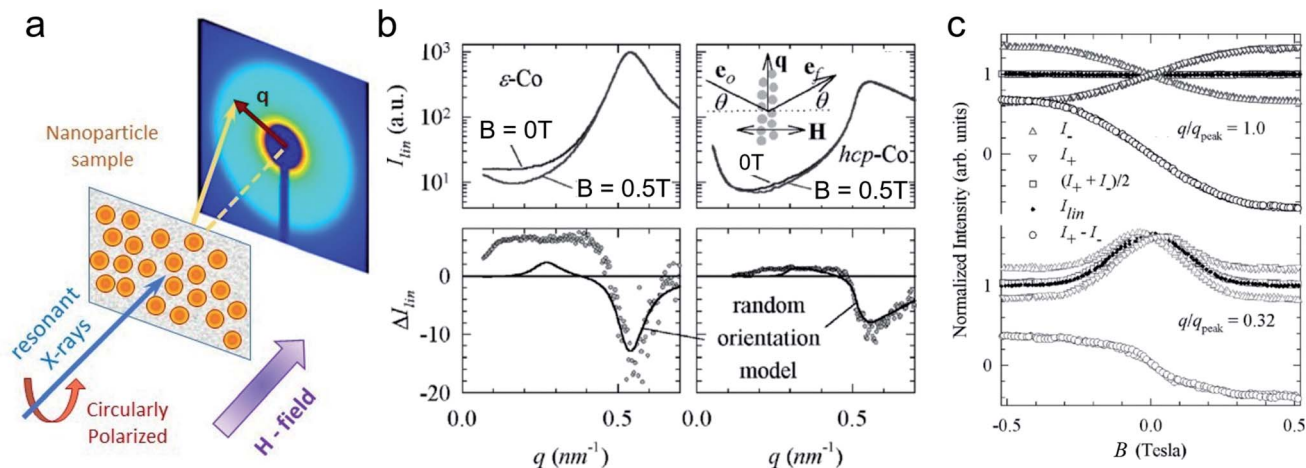 a
Nanoparticle
sample
q
resonant
X-rays
Circularly
Polarized
H - field
b
I_lin (a.u.)
10³
10²
10¹
ε-Co
B = 0T
B = 0.5T
e_o
q
e_f
θ
θ
H
0T
hcp-Co
B = 0.5T
ΔI_lin
0
-10
-20
random
orientation
model
0.0
0.5
0.0
0.5
q (nm⁻¹)
q (nm⁻¹)
c
Normalized Intensity (arb. units)
1
q/q_peak = 1.0
0
I_-
I_+
(I_+ + I_-)/2
I_lin
I_+ - I_-
1
q/q_peak = 0.32
0
-0.5
0.0
0.5
B (Tesla)